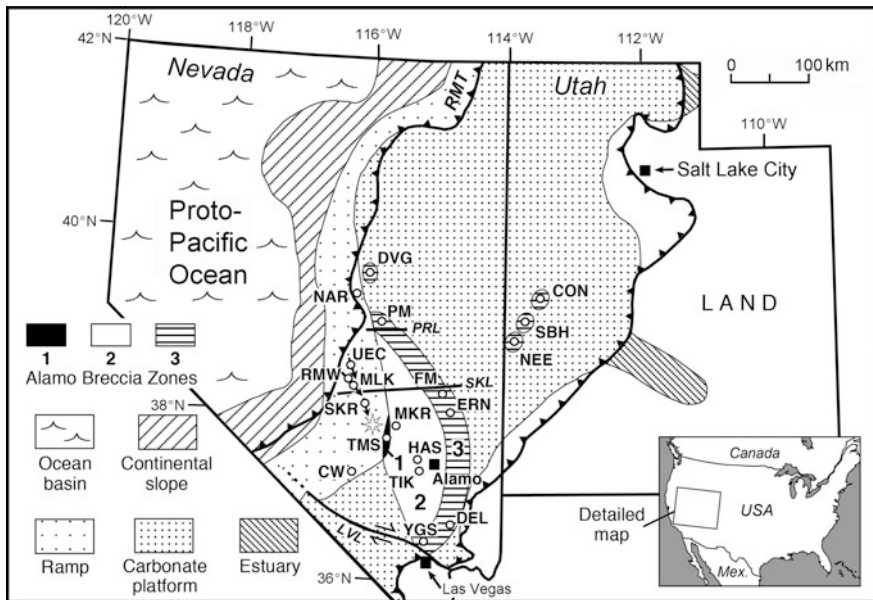 120°W
42°N
118°W
116°W
114°W
112°W
0 100 km
Nevada
RMT
Utah
110°W
Salt Lake City
40°N
Proto-
Pacific
Ocean
DVG
NAR
CON
LAND
PM
PRL
SBH
NEE
1 2 3
Alamo Breccia Zones
UEC
RMW
MLK
FM
SKL
38°N
SKR
MKR
ERN
TMS
HAS
3
1
Alamo
CW
TIK
2
Ocean
basin
Continental
slope
DEL
YGS
LVL
Ramp
Carbonate
platform
Estuary
36°N
Las Vegas
Canada
USA
Detailed
map
Mex.